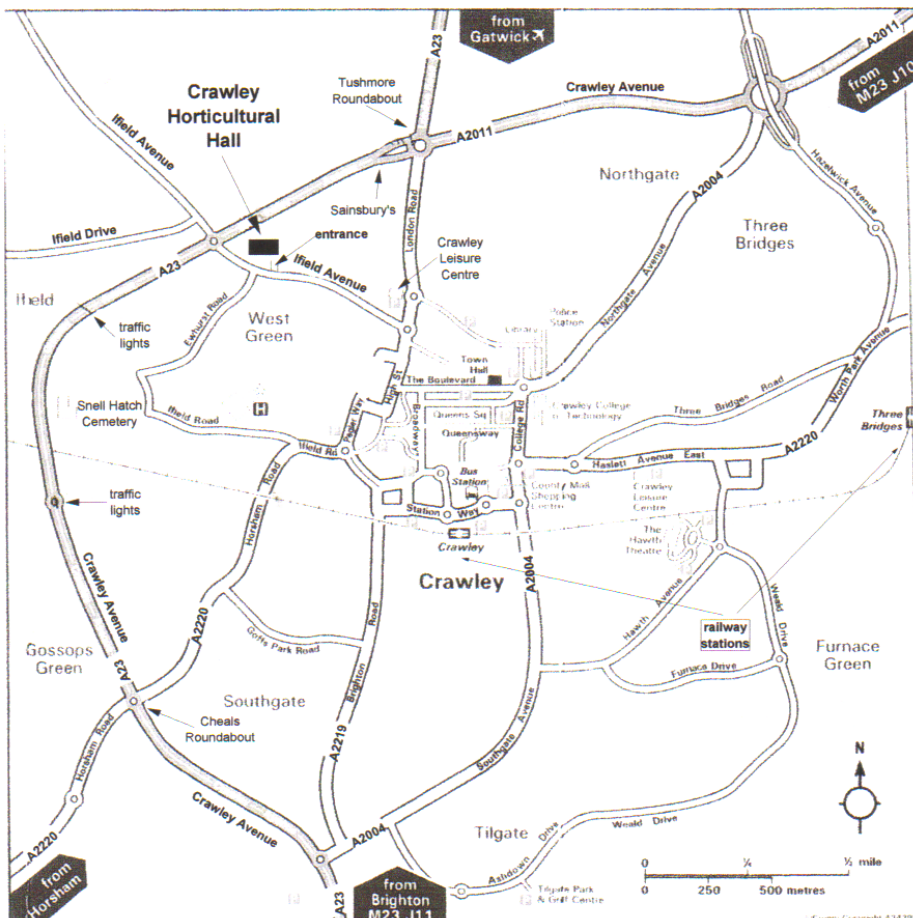 from
Gatwick
A23
A2011
from
M23 J10
Crawley
Horticultural
Hall
Tushmore
Roundabout
Crawley Avenue
A2011
Ifield Avenue
Northgate
A2004
Hazelwick Avenue
Sainsbury's
London Road
Three
Bridges
Ifield Drive
entrance
Crawley
Leisure
Centre
A23
Ifield Avenue
Northgate Avenue
Ifield
Ewhurst Road
West
Green
traffic
lights
Police
Station
Library
Town
Hall
High St
The Boulevard
North Park Avenue
Snell Hatch
Cemetery
H
Pegler Way
Broadway
Queens Sq
College Rd
Crawley College
of Technology
Three Bridges Road
Queensway
Three
Bridges
Ifield Road
Ifield Rd
Haslett Avenue East
A2220
Bus
Station
County Mall
Shopping
Centre
Crawley
Leisure
Centre
traffic
lights
Horsham Road
Station Way
The
Hawth
Theatre
Crawley
Crawley
A2004
Crawley Avenue
A2220
Hawth Avenue
Weald Drive
railway
stations
Goffs Park Road
Brighton Road
Gossops
Green
A23
Furnace Drive
Furnace
Green
Southgate
Cheals
Roundabout
Horsham Road
A2219
Southgate Avenue
N
Crawley Avenue
A2004
Tilgate
Weald Drive
A2220
Ashdown Drive
from
Horsham
A23
from
Brighton
M23 J11
Tilgate Park
& Golf Centre
0 ¼ ½ mile
0 250 500 metres